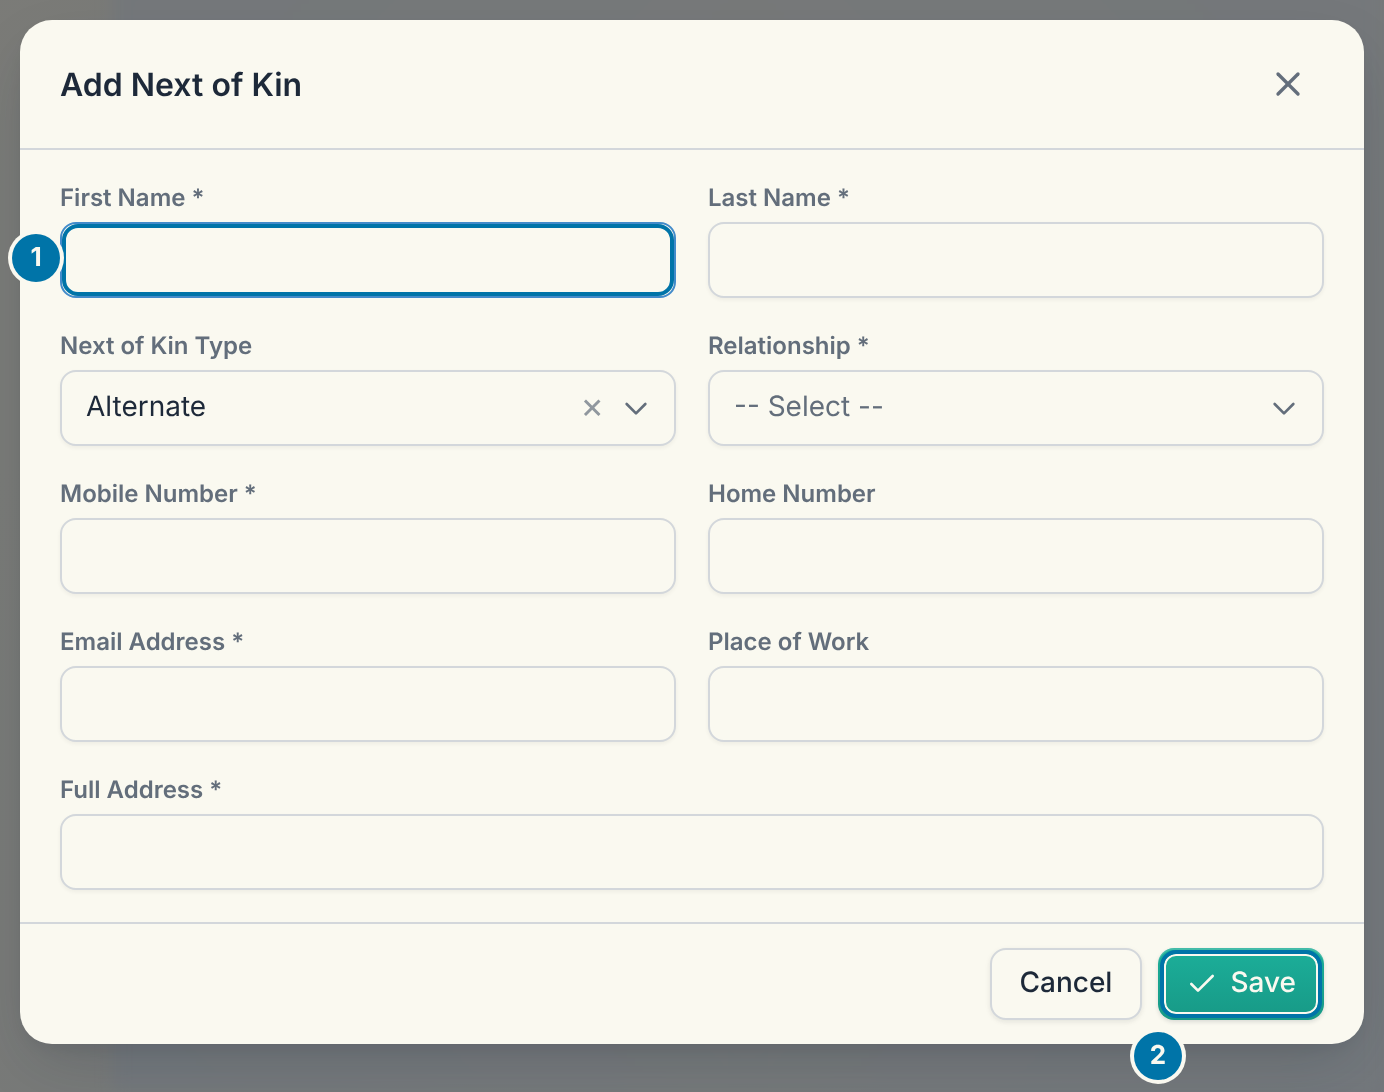 Add Next of Kin
First Name *
Last Name *
1
Next of Kin Type
Relationship *
Alternate
-- Select --
Mobile Number *
Home Number
Email Address *
Place of Work
Full Address *
Cancel
Save
2